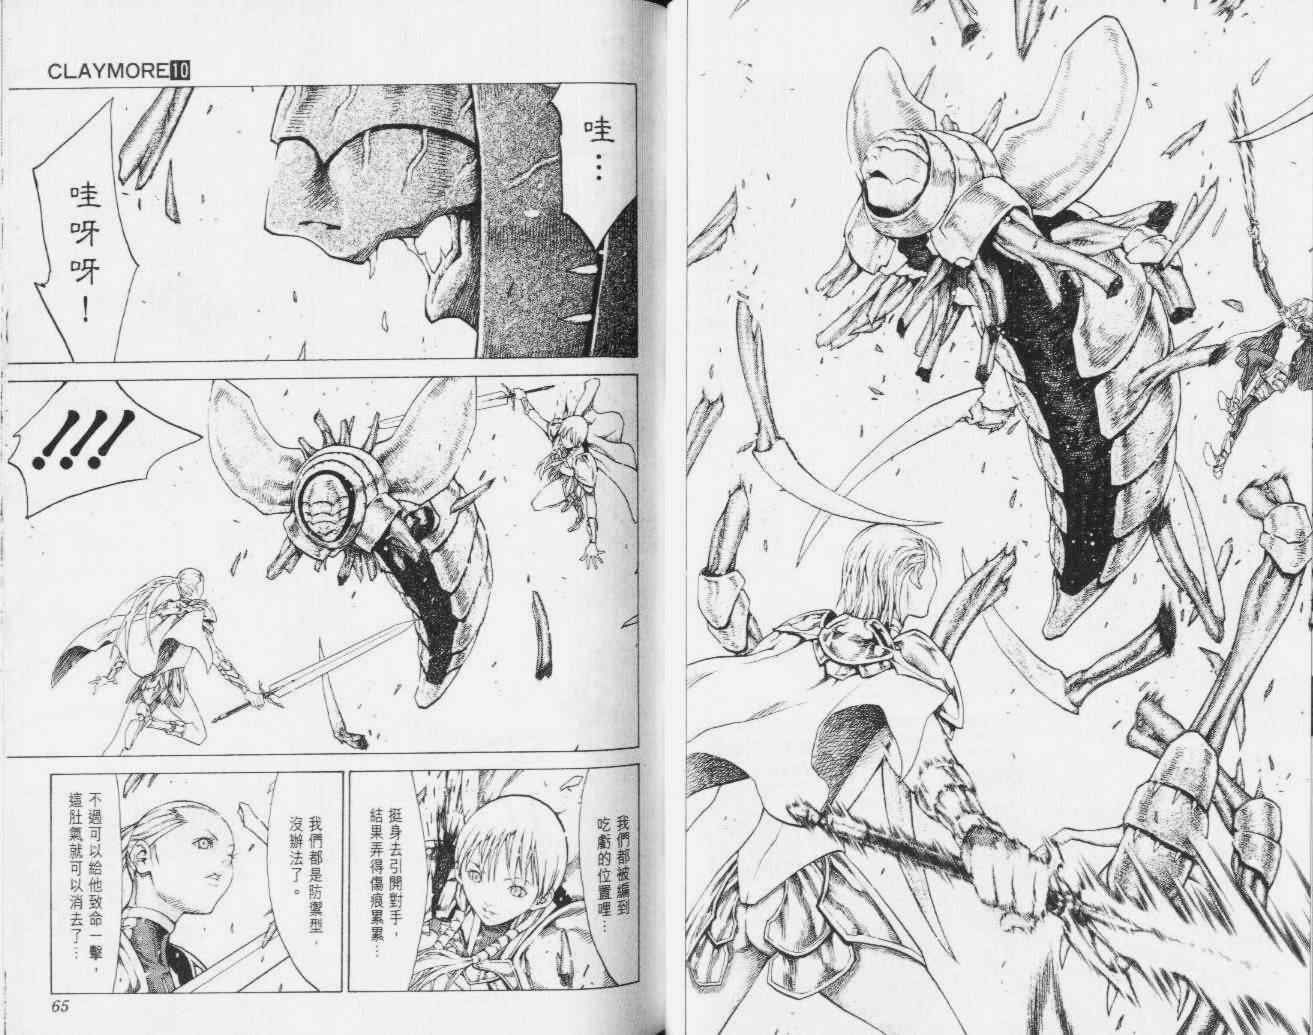 CLAYMORE10
哇…
哇呀呀！
!!!!
我們都被編到
吃虧的位置哩…
挺身去引開對手，
結果弄得傷痕累累…
我們都是防禦型，
沒辦法了。
不過可以給他致命一擊，
這肚氣就可以消去了…
65